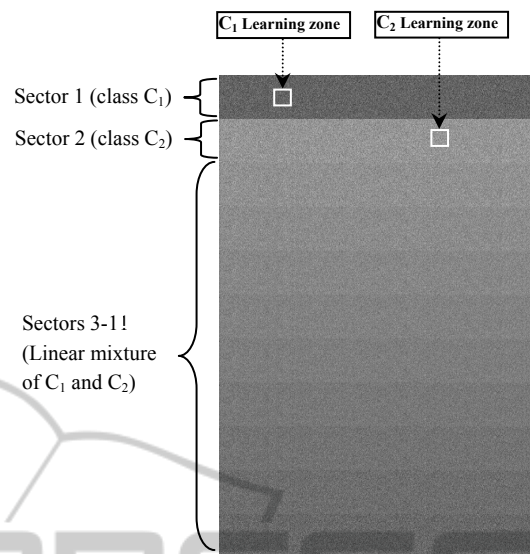 C₁ Learning zone
C₂ Learning zone
Sector 1 (class C₁)
Sector 2 (class C₂)
Sectors 3-1!
(Linear mixture
of C₁ and C₂)